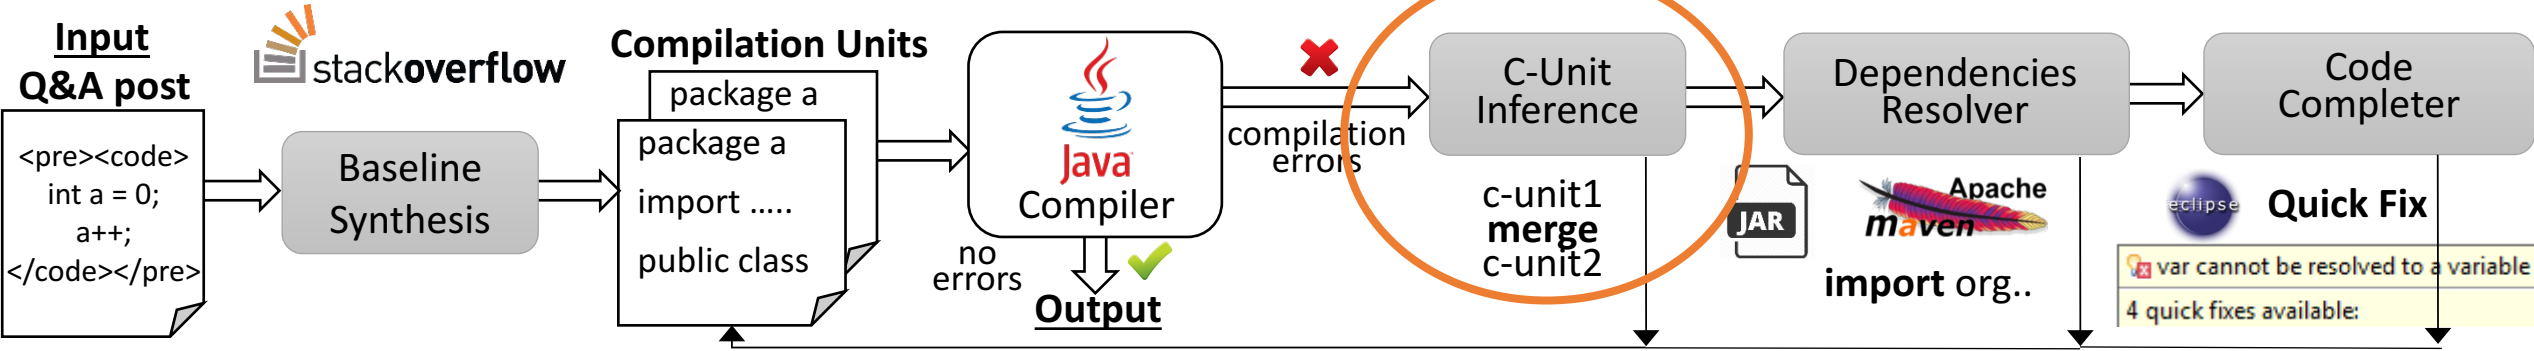 Input
Q&A post
<pre><code>
int a = 0;
a++;
</code></pre>
stackoverflow
Baseline
Synthesis
Compilation Units
package a
package a
import .....
public class
Java
Compiler
no
errors
Output
compilation
errors
C-Unit
Inference
c-unit1
merge
c-unit2
Dependencies
Resolver
JAR
Apache
maven
import org..
Code
Completer
eclipse
Quick Fix
var cannot be resolved to a variable
4 quick fixes available: